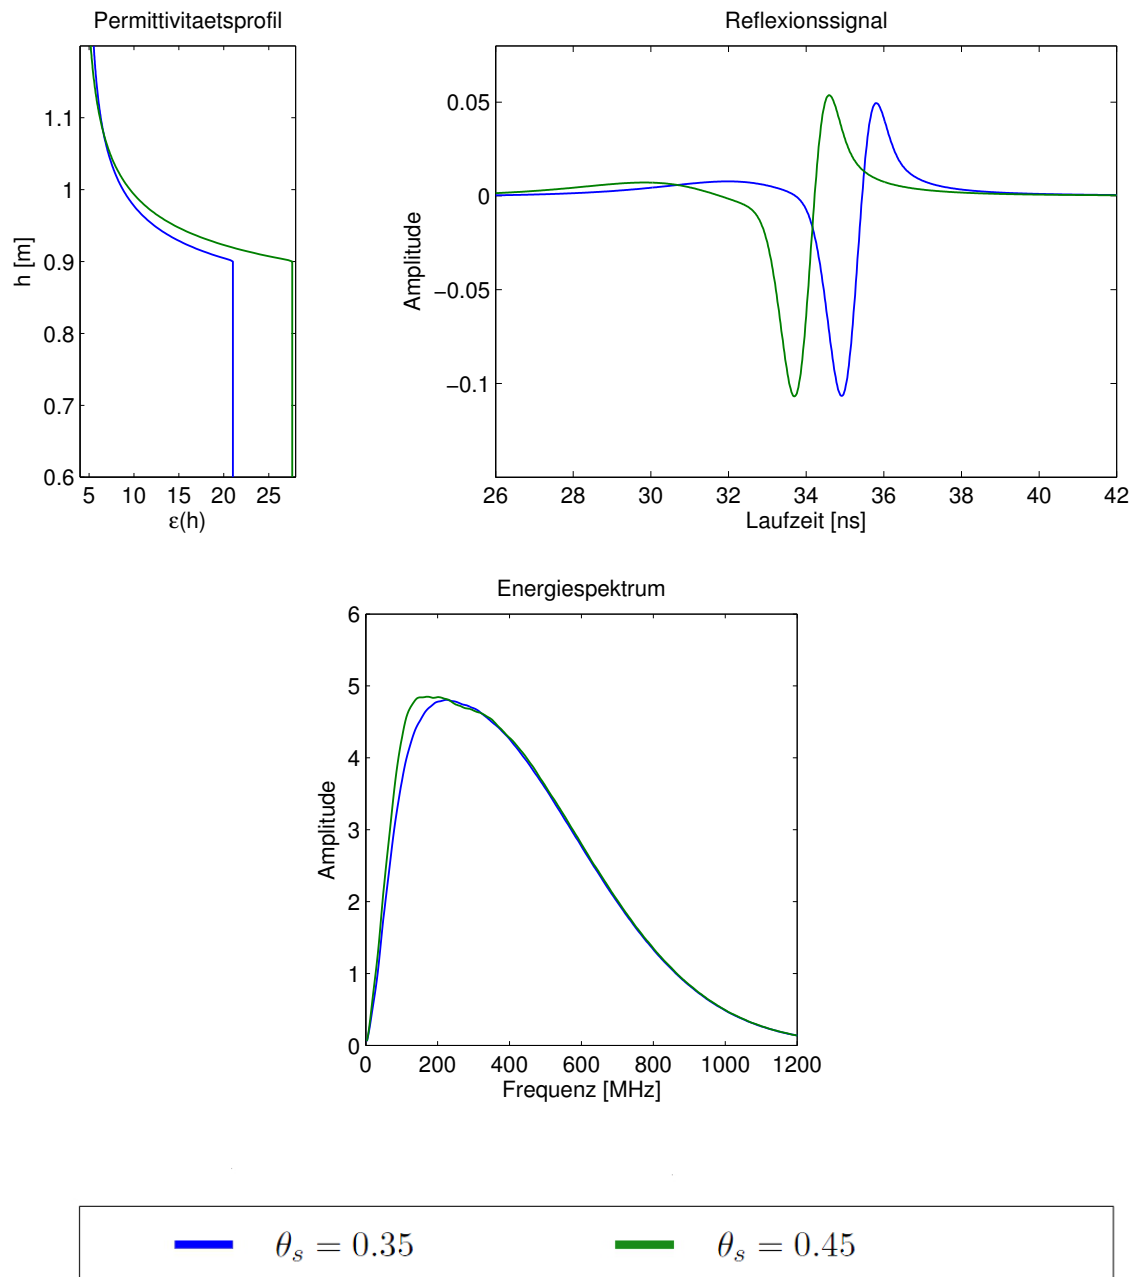 Permittivitaetsprofil
1.1
1
0.9
0.8
0.7
0.6
h [m]
5 10 15 20 25
ε(h)
Reflexionssignal
0.05
0
−0.05
−0.1
Amplitude
26 28 30 32 34 36 38 40 42
Laufzeit [ns]
Energiespektrum
6
5
4
3
2
1
0
Amplitude
0 200 400 600 800 1000 1200
Frequenz [MHz]
θs = 0.35
θs = 0.45